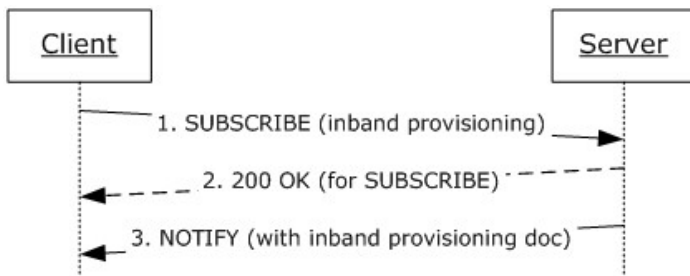 Client
Server
1. SUBSCRIBE (inband provisioning)
2. 200 OK (for SUBSCRIBE)
3. NOTIFY (with inband provisioning doc)